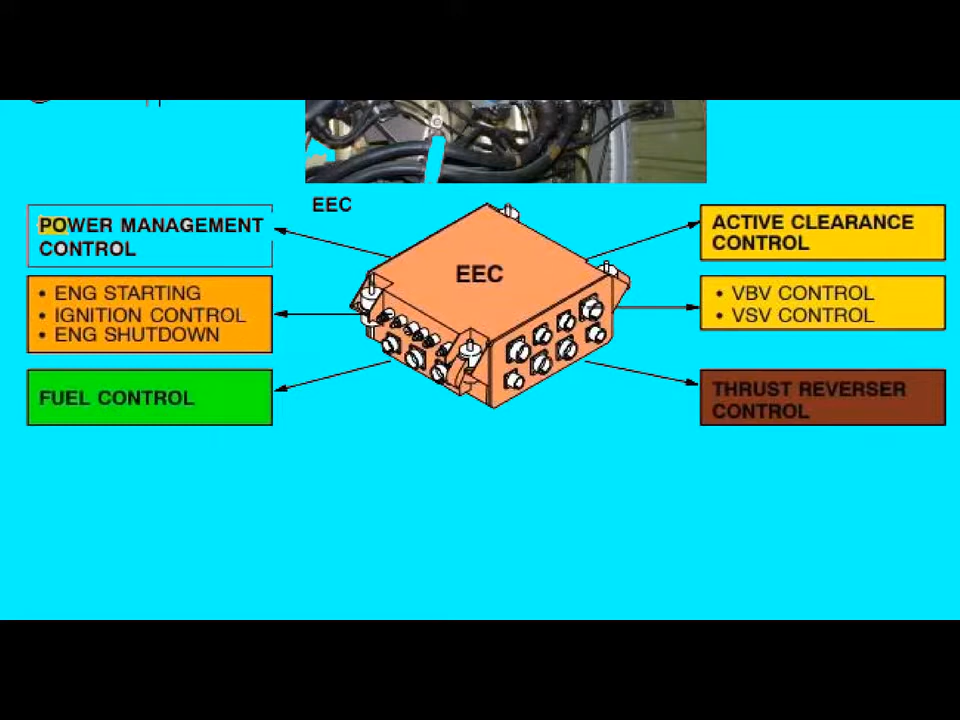 EEC
POWER MANAGEMENT
CONTROL
• ENG STARTING
• IGNITION CONTROL
• ENG SHUTDOWN
FUEL CONTROL
EEC
ACTIVE CLEARANCE
CONTROL
• VBV CONTROL
• VSV CONTROL
THRUST REVERSER
CONTROL